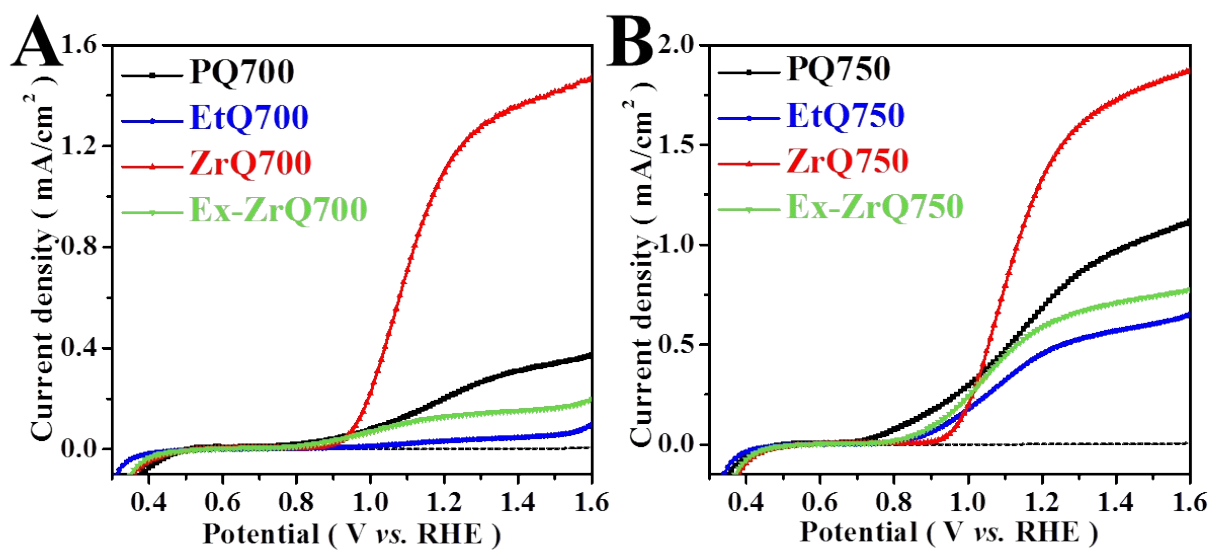 A
PQ700
EtQ700
ZrQ700
Ex-ZrQ700
Current density ( mA/cm²)
1.6
1.2
0.8
0.4
0.0
0.4 0.6 0.8 1.0 1.2 1.4 1.6
Potential ( V vs. RHE )
B
PQ750
EtQ750
ZrQ750
Ex-ZrQ750
Current density ( mA/cm²)
2.0
1.5
1.0
0.5
0.0
0.4 0.6 0.8 1.0 1.2 1.4 1.6
Potential ( V vs. RHE )